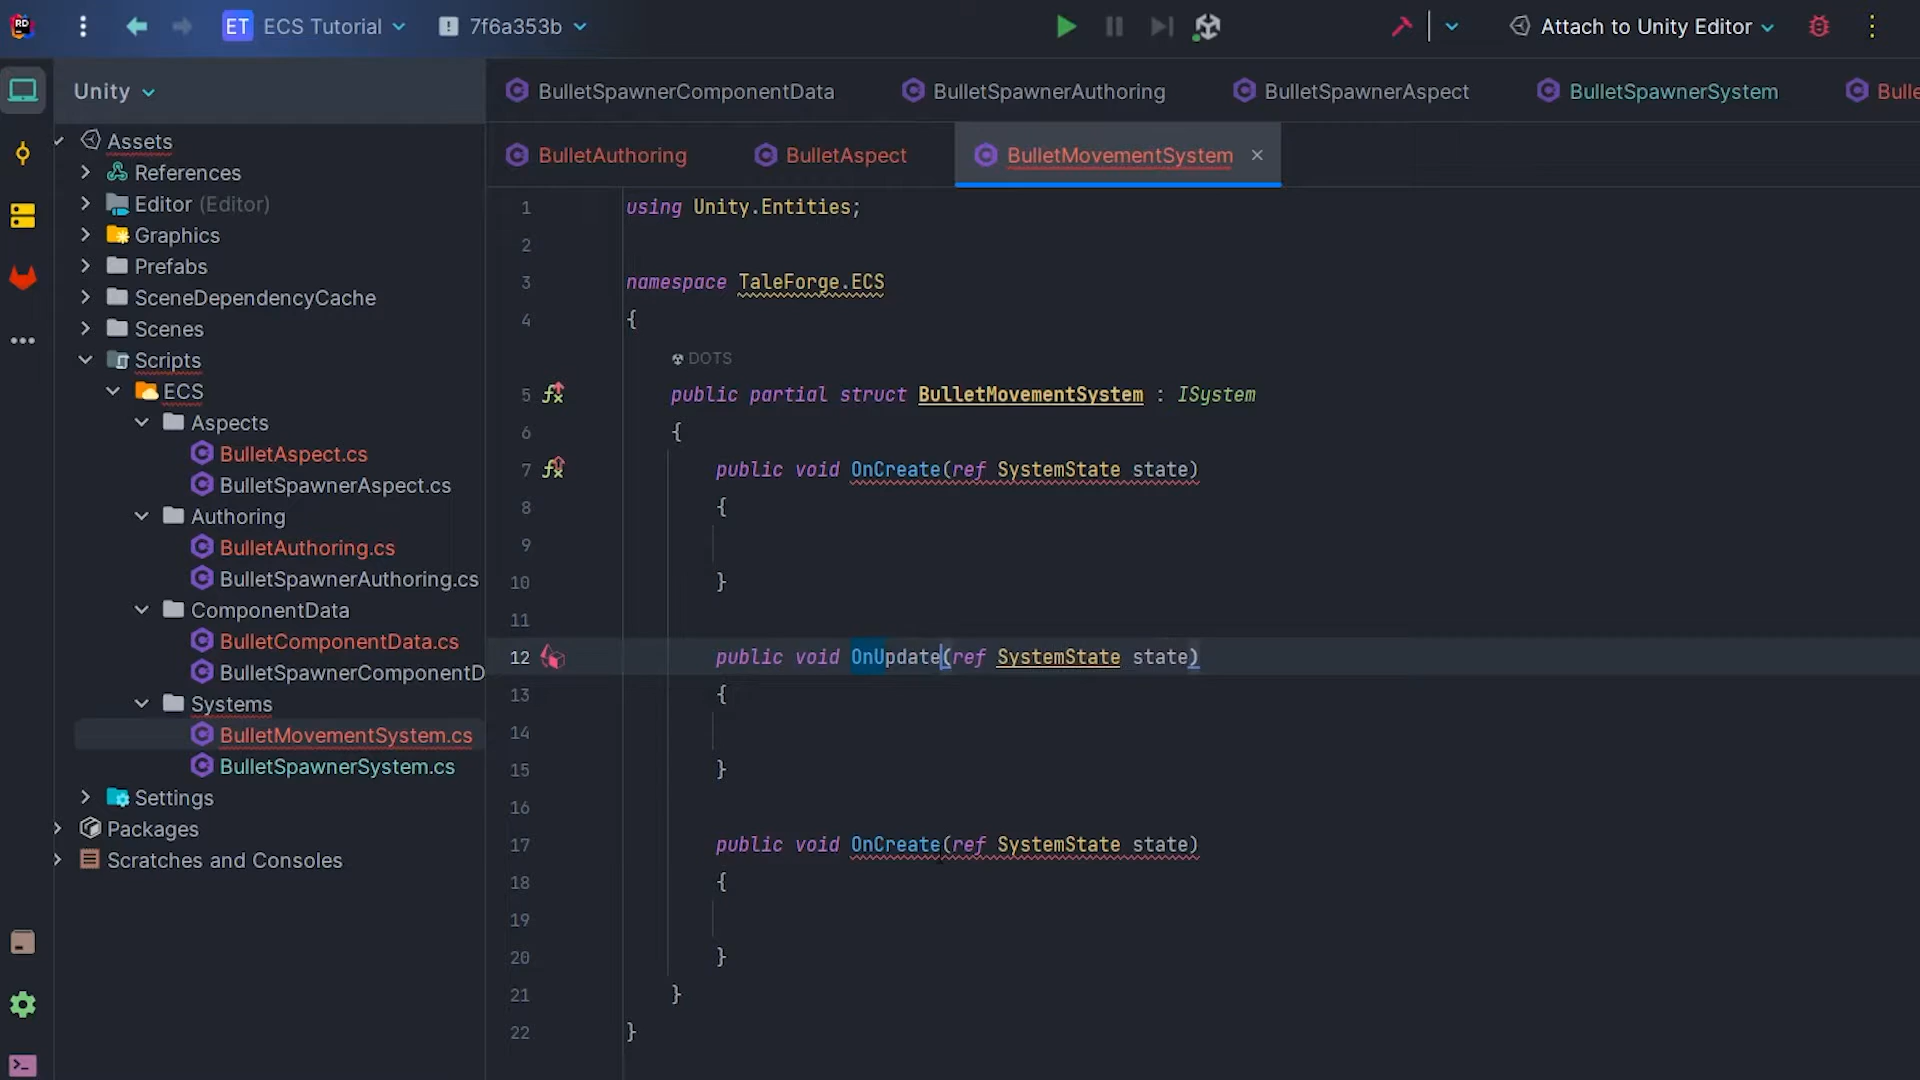 RD
ET ECS Tutorial
7f6a353b
Attach to Unity Editor
Unity
BulletSpawnerComponentData
BulletSpawnerAuthoring
BulletSpawnerAspect
BulletSpawnerSystem
Bulle
BulletAuthoring
BulletAspect
BulletMovementSystem
Assets
References
Editor (Editor)
Graphics
Prefabs
SceneDependencyCache
Scenes
Scripts
ECS
Aspects
BulletAspect.cs
BulletSpawnerAspect.cs
Authoring
BulletAuthoring.cs
BulletSpawnerAuthoring.cs
ComponentData
BulletComponentData.cs
BulletSpawnerComponentD
Systems
BulletMovementSystem.cs
BulletSpawnerSystem.cs
Settings
Packages
Scratches and Consoles
1 using Unity.Entities;
2
3 namespace TaleForge.ECS
4 {
DOTS
5 public partial struct BulletMovementSystem : ISystem
6 {
7 public void OnCreate(ref SystemState state)
8 {
9
10 }
11
12 public void OnUpdate(ref SystemState state)
13 {
14
15 }
16
17 public void OnCreate(ref SystemState state)
18 {
19
20 }
21 }
22 }